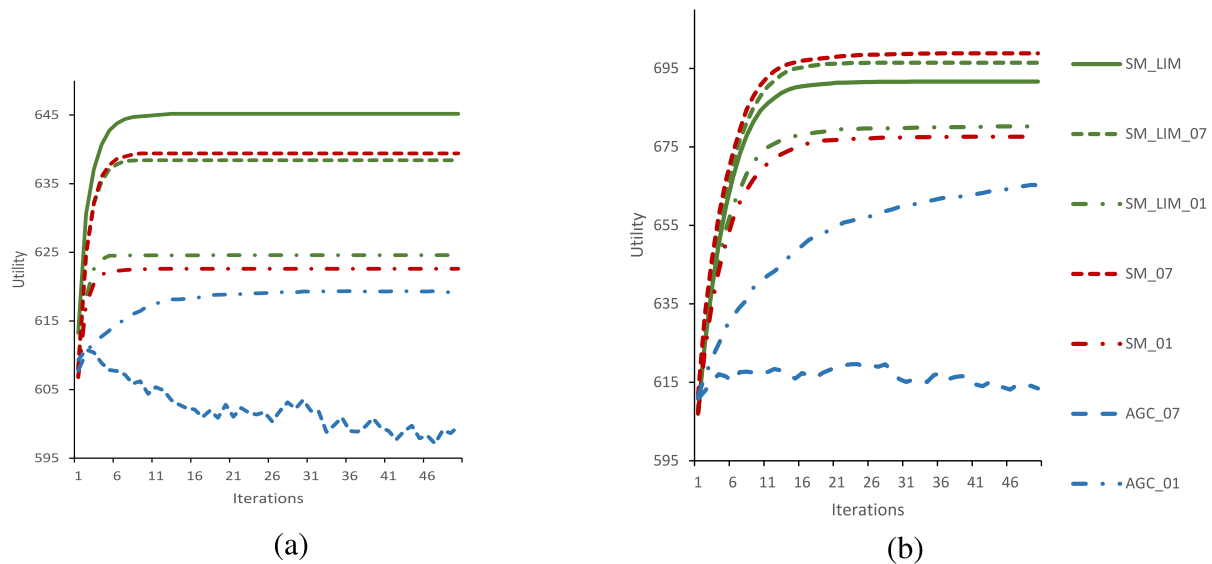 645
635
625
615
605
595
Utility
1 6 11 16 21 26 31 36 41 46
Iterations
(a)
695
675
655
635
615
595
Utility
1 6 11 16 21 26 31 36 41 46
Iterations
(b)
SM_LIM
SM_LIM_07
SM_LIM_01
SM_07
SM_01
AGC_07
AGC_01